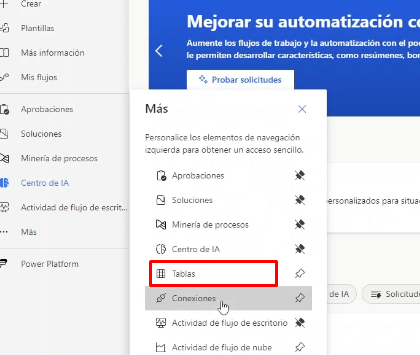 Crear
Plantillas
Más información
Mis flujos
Aprobaciones
Soluciones
Minería de procesos
Centro de IA
Actividad de flujo de escrit...
Más
Power Platform
Mejorar su automatización c
Aumente los flujos de trabajo y la automatización con el po
le permiten desarrollar características, como resúmenes, bor
Probar solicitudes
Más
Personalice los elementos de navegación
izquierda para obtener un acceso sencillo.
Aprobaciones
Soluciones
Minería de procesos
Centro de IA
Tablas
Conexiones
Actividad de flujo de escritorio
Actividad de flujo de nube
personalizados para situa
de IA
Solicitud